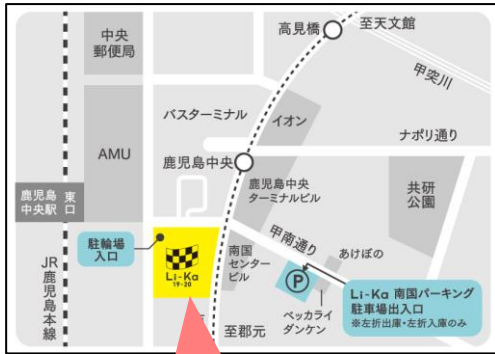 高見橋
至天文館
中央
郵便局
甲突川
バスターミナル
イオン
ナポリ通り
AMU
鹿児島中央
鹿児島中央
ターミナルビル
共研
公園
鹿児島
中央駅
東口
甲南通り
駐輪場
入口
あけぼの
Li-Ka
19・20
南国
センター
ビル
P
Li-Ka 南国パーキング
駐車場出入口
※左折出庫・左折入庫のみ
ベッカライ
ダンケン
JR鹿児島本線
至郡元